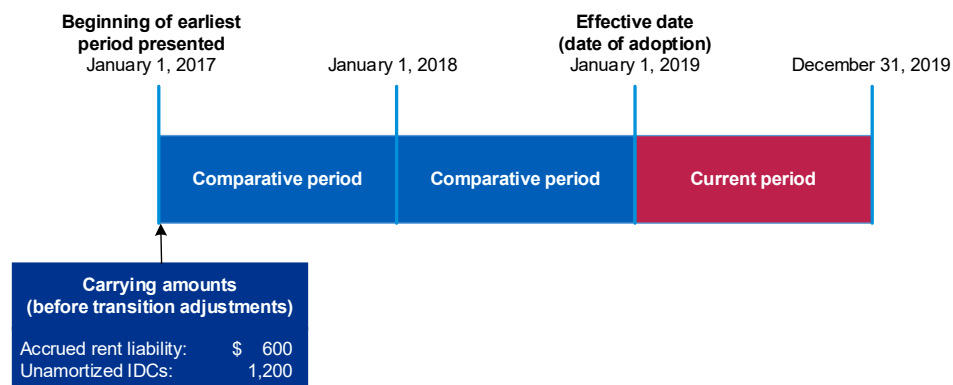 Beginning of earliest
period presented
January 1, 2017
January 1, 2018
Effective date
(date of adoption)
January 1, 2019
December 31, 2019
Comparative period
Comparative period
Current period
Carrying amounts
(before transition adjustments)
Accrued rent liability: $ 600
Unamortized IDCs: 1,200